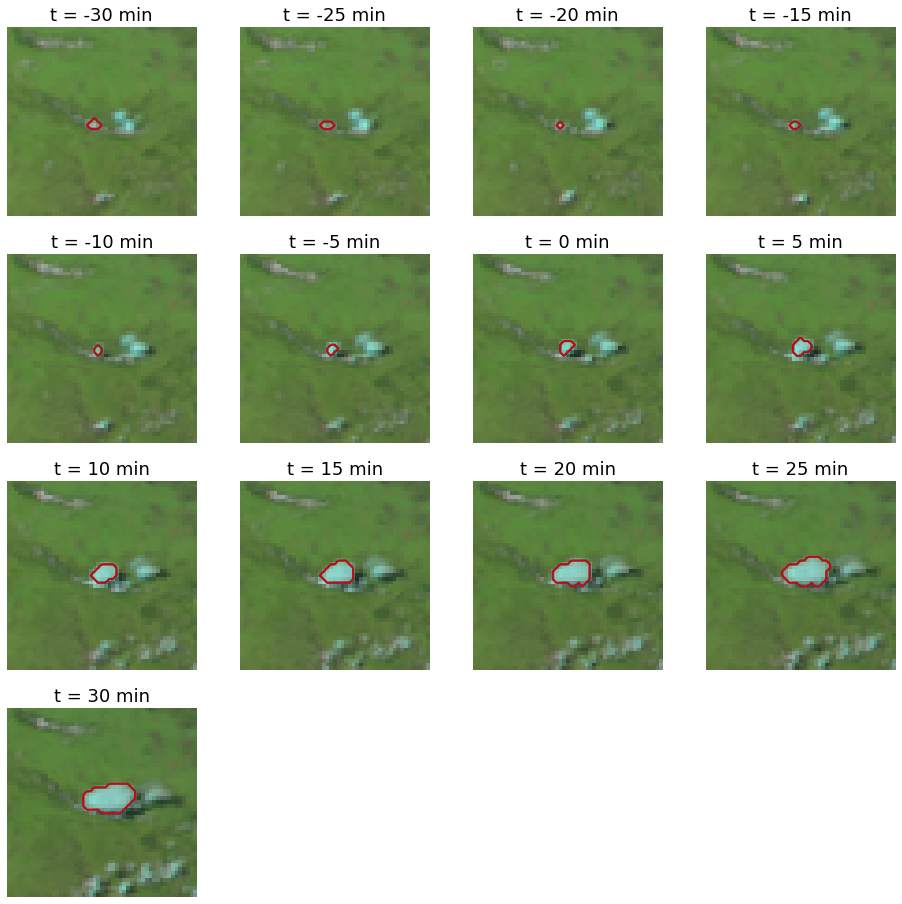 t = -30 min
t = -25 min
t = -20 min
t = -15 min
t = -10 min
t = -5 min
t = 0 min
t = 5 min
t = 10 min
t = 15 min
t = 20 min
t = 25 min
t = 30 min